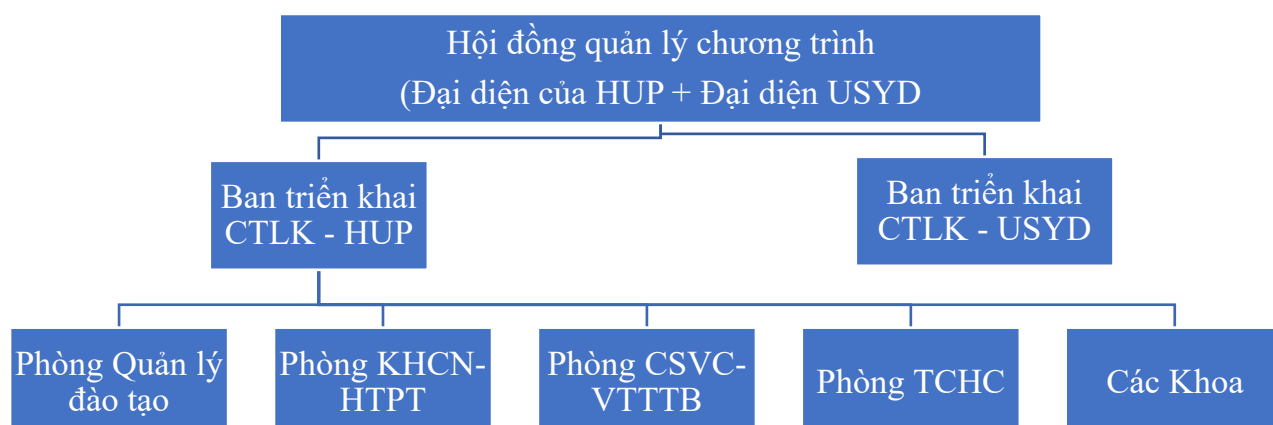 Hội đồng quản lý chương trình
(Đại diện của HUP + Đại diện USYD
Ban triển khai
CTLK - HUP
Ban triển khai
CTLK - USYD
Phòng Quản lý
đào tạo
Phòng KHCN-
HTPT
Phòng CSVC-
VTTTB
Phòng TCHC
Các Khoa